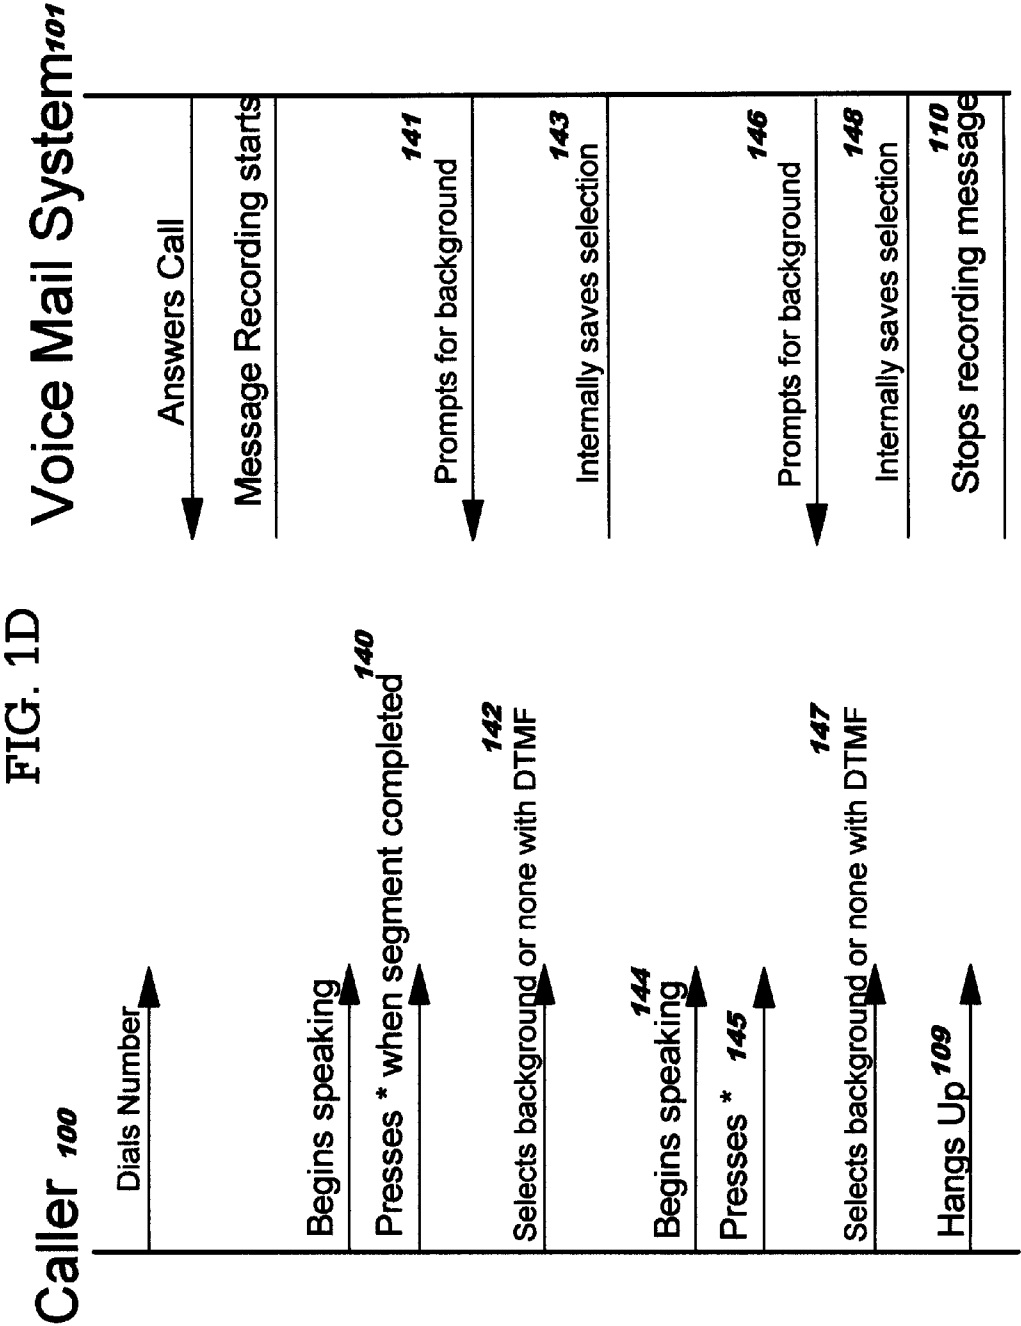 FIG. 1D
Caller 100
Voice Mail System 101
Dials Number
Answers Call
Message Recording starts
Begins speaking
140
Presses * when segment completed
141
Prompts for background
142
Selects background or none with DTMF
143
Internally saves selection
144
Begins speaking
Presses * 145
146
Prompts for background
147
Selects background or none with DTMF
148
Internally saves selection
Hangs Up 109
110
Stops recording message